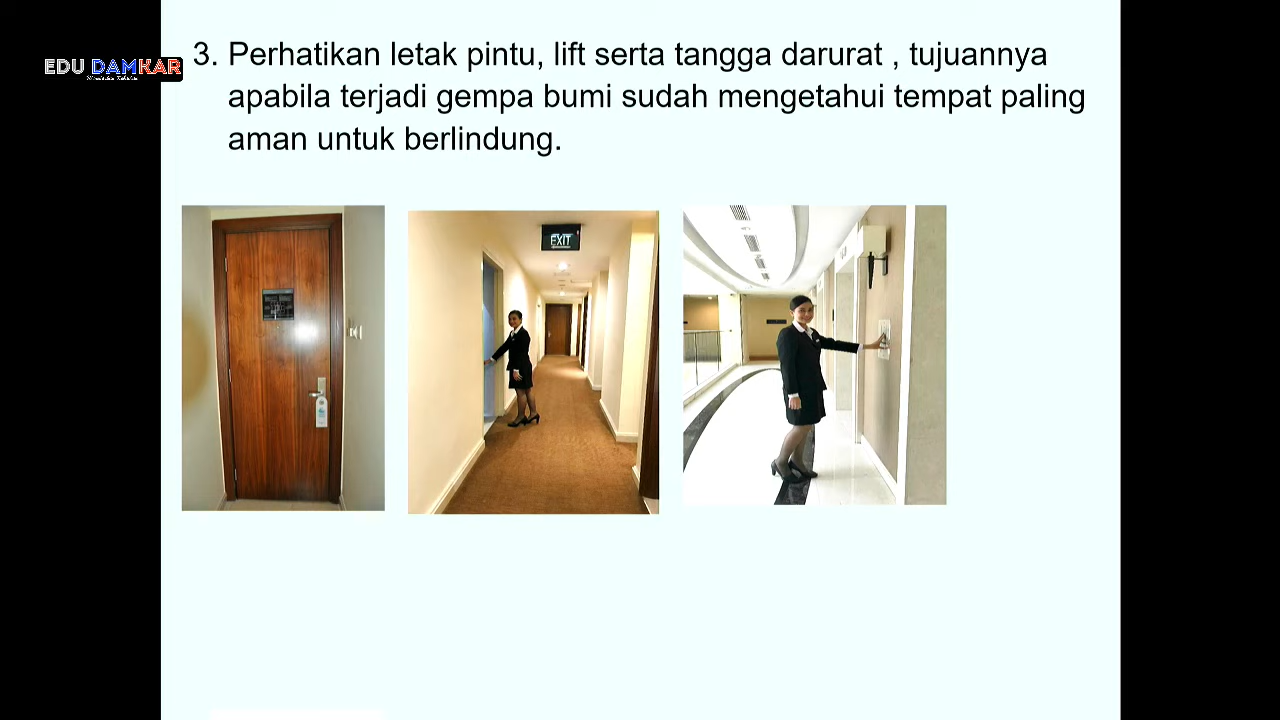 3. Perhatikan letak pintu, lift serta tangga darurat , tujuannya
EDU DAMKAR
apabila terjadi gempa bumi sudah mengetahui tempat paling
aman untuk berlindung.
EXIT